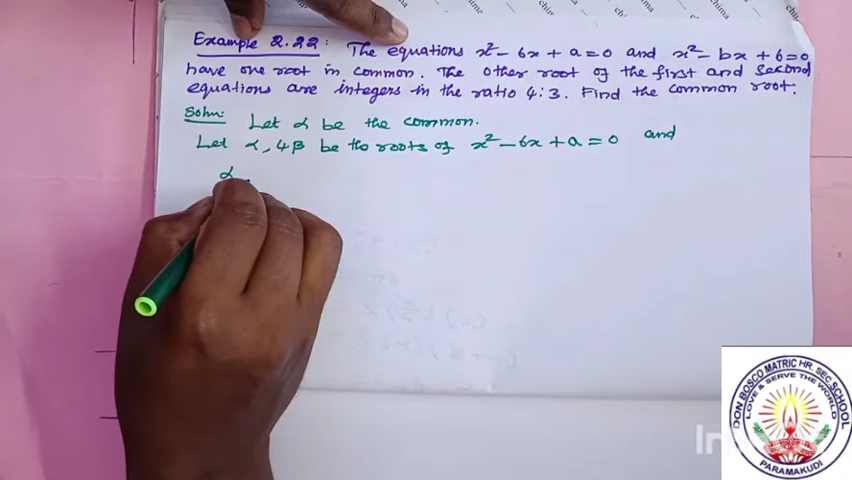 Example 2.22: The equations x² - 6x + a = 0 and x² - bx + 6 = 0
have one root in common. The other root of the first and second
equations are integers in the ratio 4:3. Find the common root.
Soln: Let α be the common.
Let α, 4β be the roots of x² - 6x + a = 0 and
α,
DON BOSCO MATRIC HR. SEC. SCHOOL
LOVE & SERVE THE WORLD
PARAMAKUDI